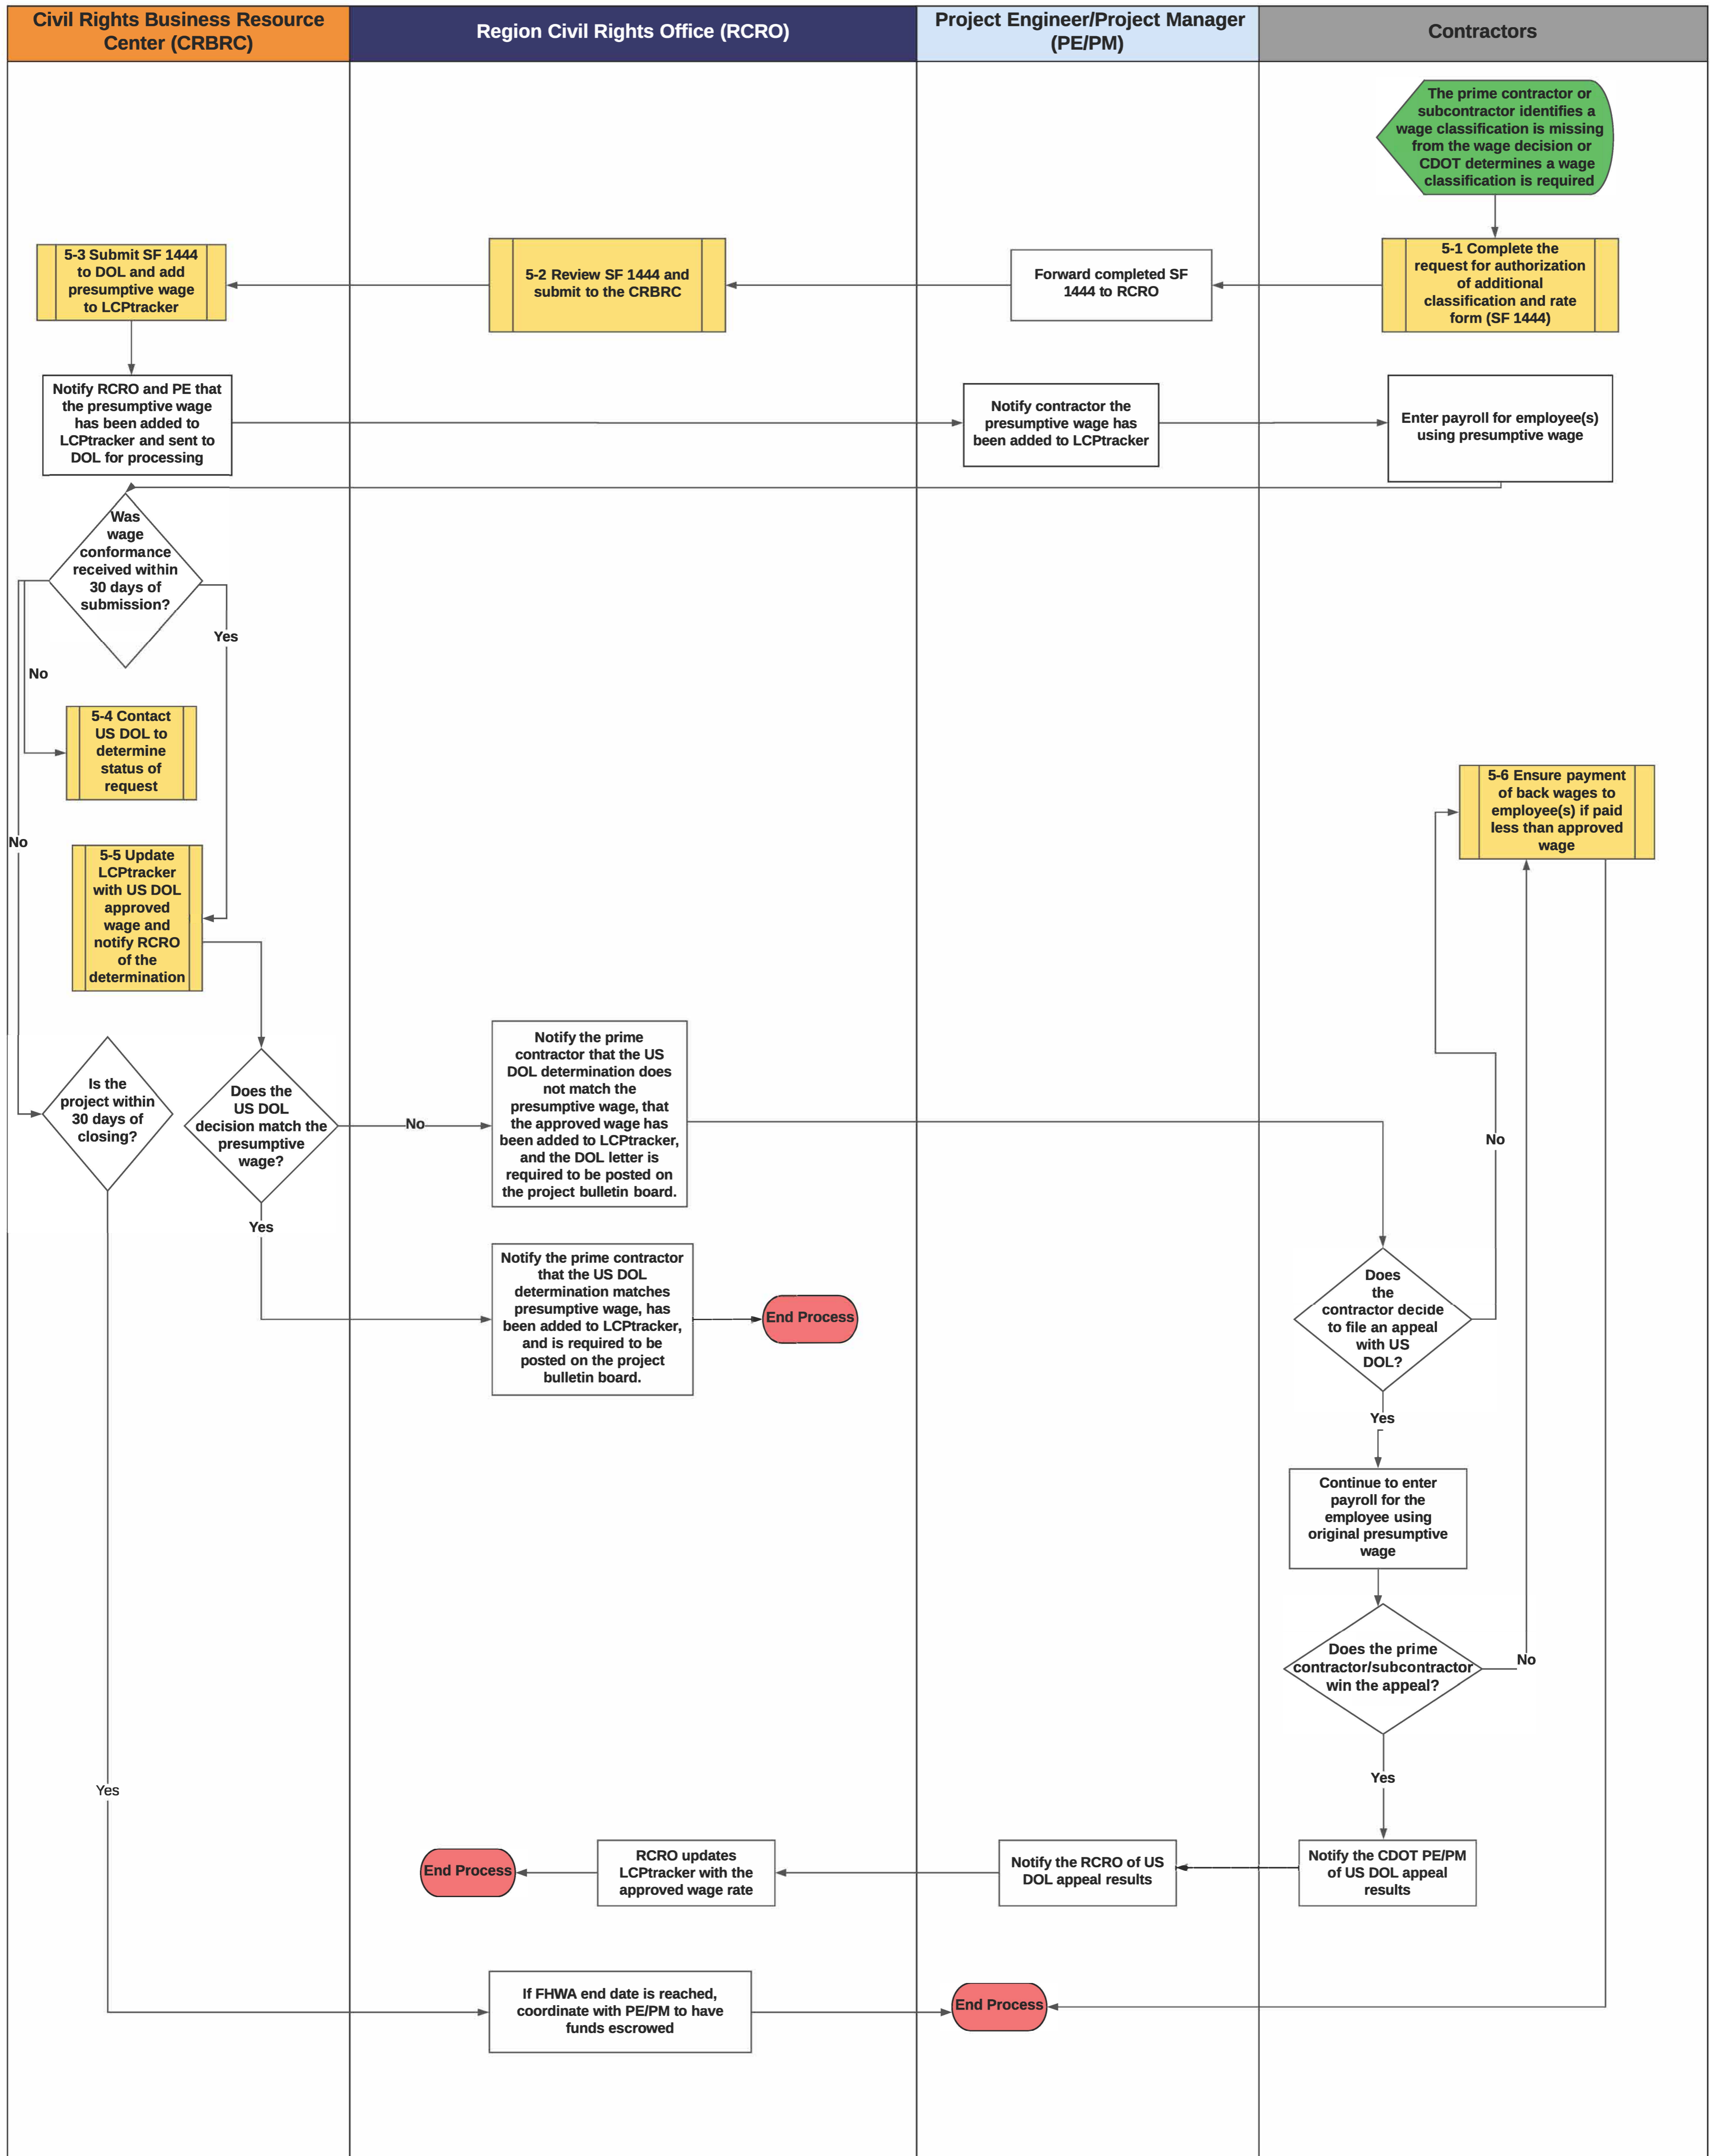 Civil Rights Business Resource
Center (CRBRC)
Region Civil Rights Office (RCRO)
Project Engineer/Project Manager
(PE/PM)
Contractors
The prime contractor or
subcontractor identifies a
wage classification is missing
from the wage decision or
CDOT determines a wage
classification is required
5-3 Submit SF 1444
to DOL and add
presumptive wage
to LCPtracker
5-2 Review SF 1444 and
submit to the CRBRC
Forward completed SF
1444 to RCRO
5-1 Complete the
request for authorization
of additional
classification and rate
form (SF 1444)
Notify RCRO and PE that
the presumptive wage
has been added to
LCPtracker and sent to
DOL for processing
Notify contractor the
presumptive wage has
been added to LCPtracker
Enter payroll for employee(s)
using presumptive wage
Was
wage
conformance
received within
30 days of
submission?
Yes
No
5-4 Contact
US DOL to
determine
status of
request
5-6 Ensure payment
of back wages to
employee(s) if paid
less than approved
wage
No
5-5 Update
LCPtracker
with US DOL
approved
wage and
notify RCRO
of the
determination
Is the
project within
30 days of
closing?
Does the
US DOL
decision match the
presumptive
wage?
No
Notify the prime
contractor that the US
DOL determination does
not match the
presumptive wage, that
the approved wage has
been added to LCPtracker,
and the DOL letter is
required to be posted on
the project bulletin board.
No
Yes
Notify the prime contractor
that the US DOL
determination matches
presumptive wage, has
been added to LCPtracker,
and is required to be
posted on the project
bulletin board.
End Process
Does
the
contractor decide
to file an appeal
with US
DOL?
Yes
Continue to enter
payroll for the
employee using
original presumptive
wage
Does the prime
contractor/subcontractor
win the appeal?
No
Yes
Yes
End Process
RCRO updates
LCPtracker with the
approved wage rate
Notify the RCRO of US
DOL appeal results
Notify the CDOT PE/PM
of US DOL appeal
results
If FHWA end date is reached,
coordinate with PE/PM to have
funds escrowed
End Process